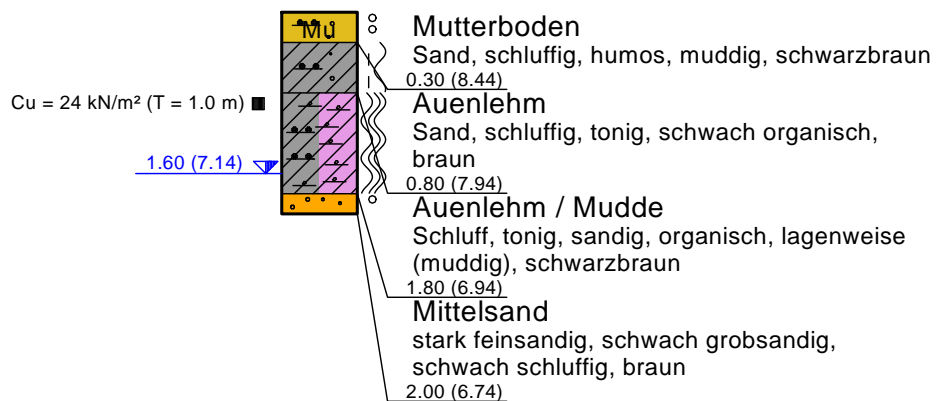 Mu
Mutterboden
Sand, schluffig, humos, muddig, schwarzbraun
0.30 (8.44)
Cu = 24 kN/m² (T = 1.0 m)
Auenlehm
Sand, schluffig, tonig, schwach organisch,
braun
1.60 (7.14)
0.80 (7.94)
Auenlehm / Mudde
Schluff, tonig, sandig, organisch, lagenweise
(muddig), schwarzbraun
1.80 (6.94)
Mittelsand
stark feinsandig, schwach grobsandig,
schwach schluffig, braun
2.00 (6.74)